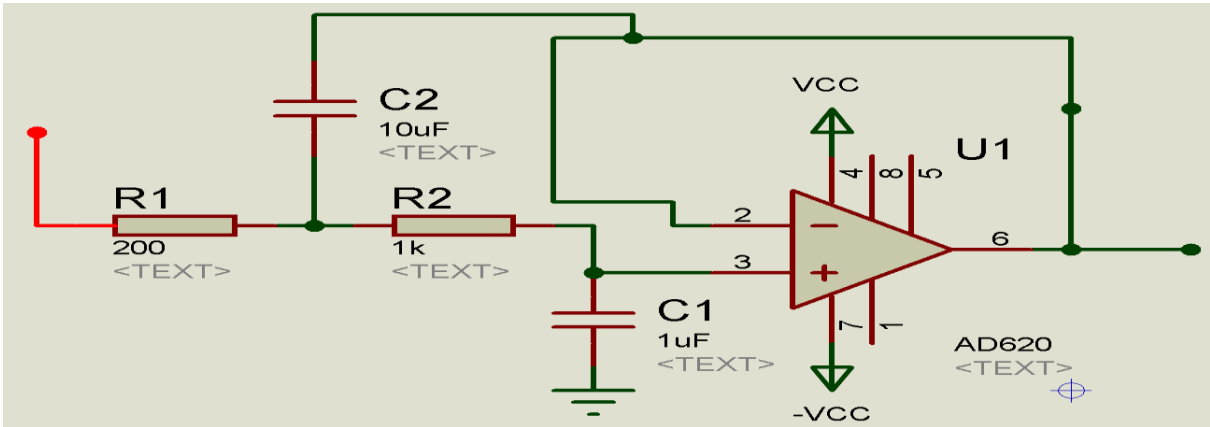 C2
10uF
<TEXT>
R1
200
<TEXT>
R2
1k
<TEXT>
C1
1uF
<TEXT>
VCC
4
8
5
U1
2
3
6
7
1
-VCC
AD620
<TEXT>